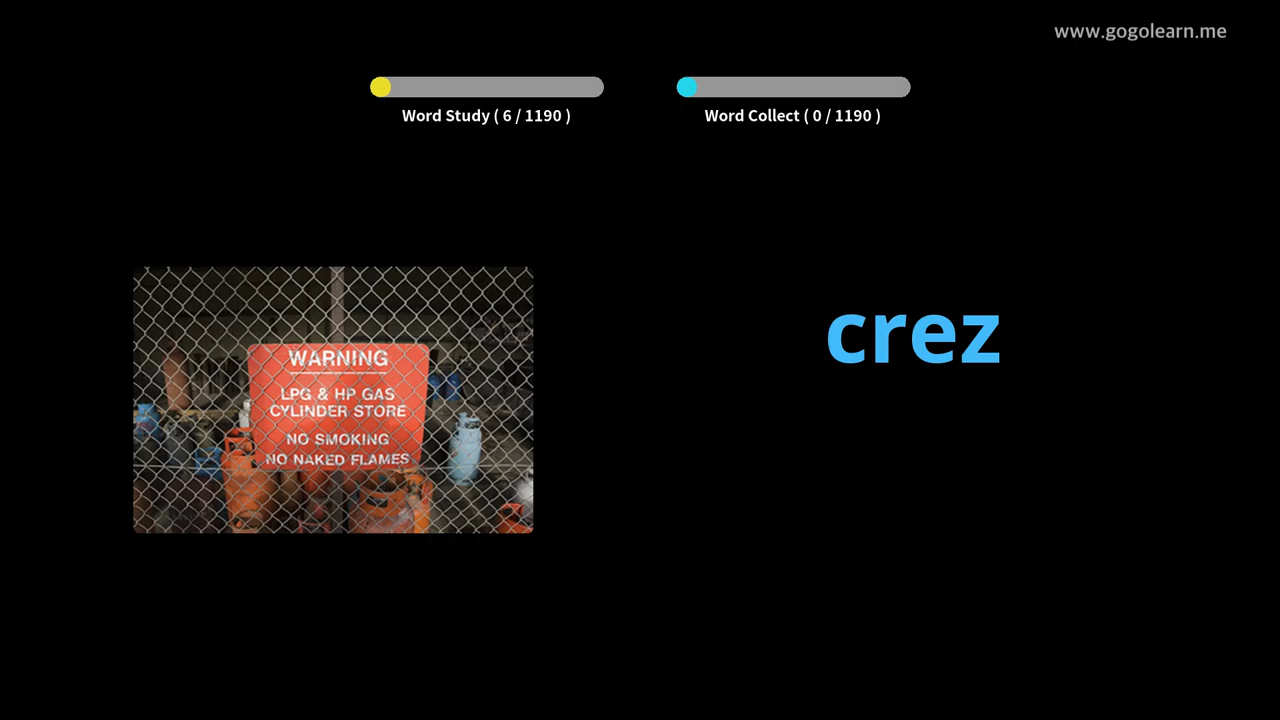 www.gogolearn.me
Word Study ( 6 / 1190 )
Word Collect ( 0 / 1190 )
WARNING
LPG & HP GAS
CYLINDER STORE
NO SMOKING
NO NAKED FLAMES
crez